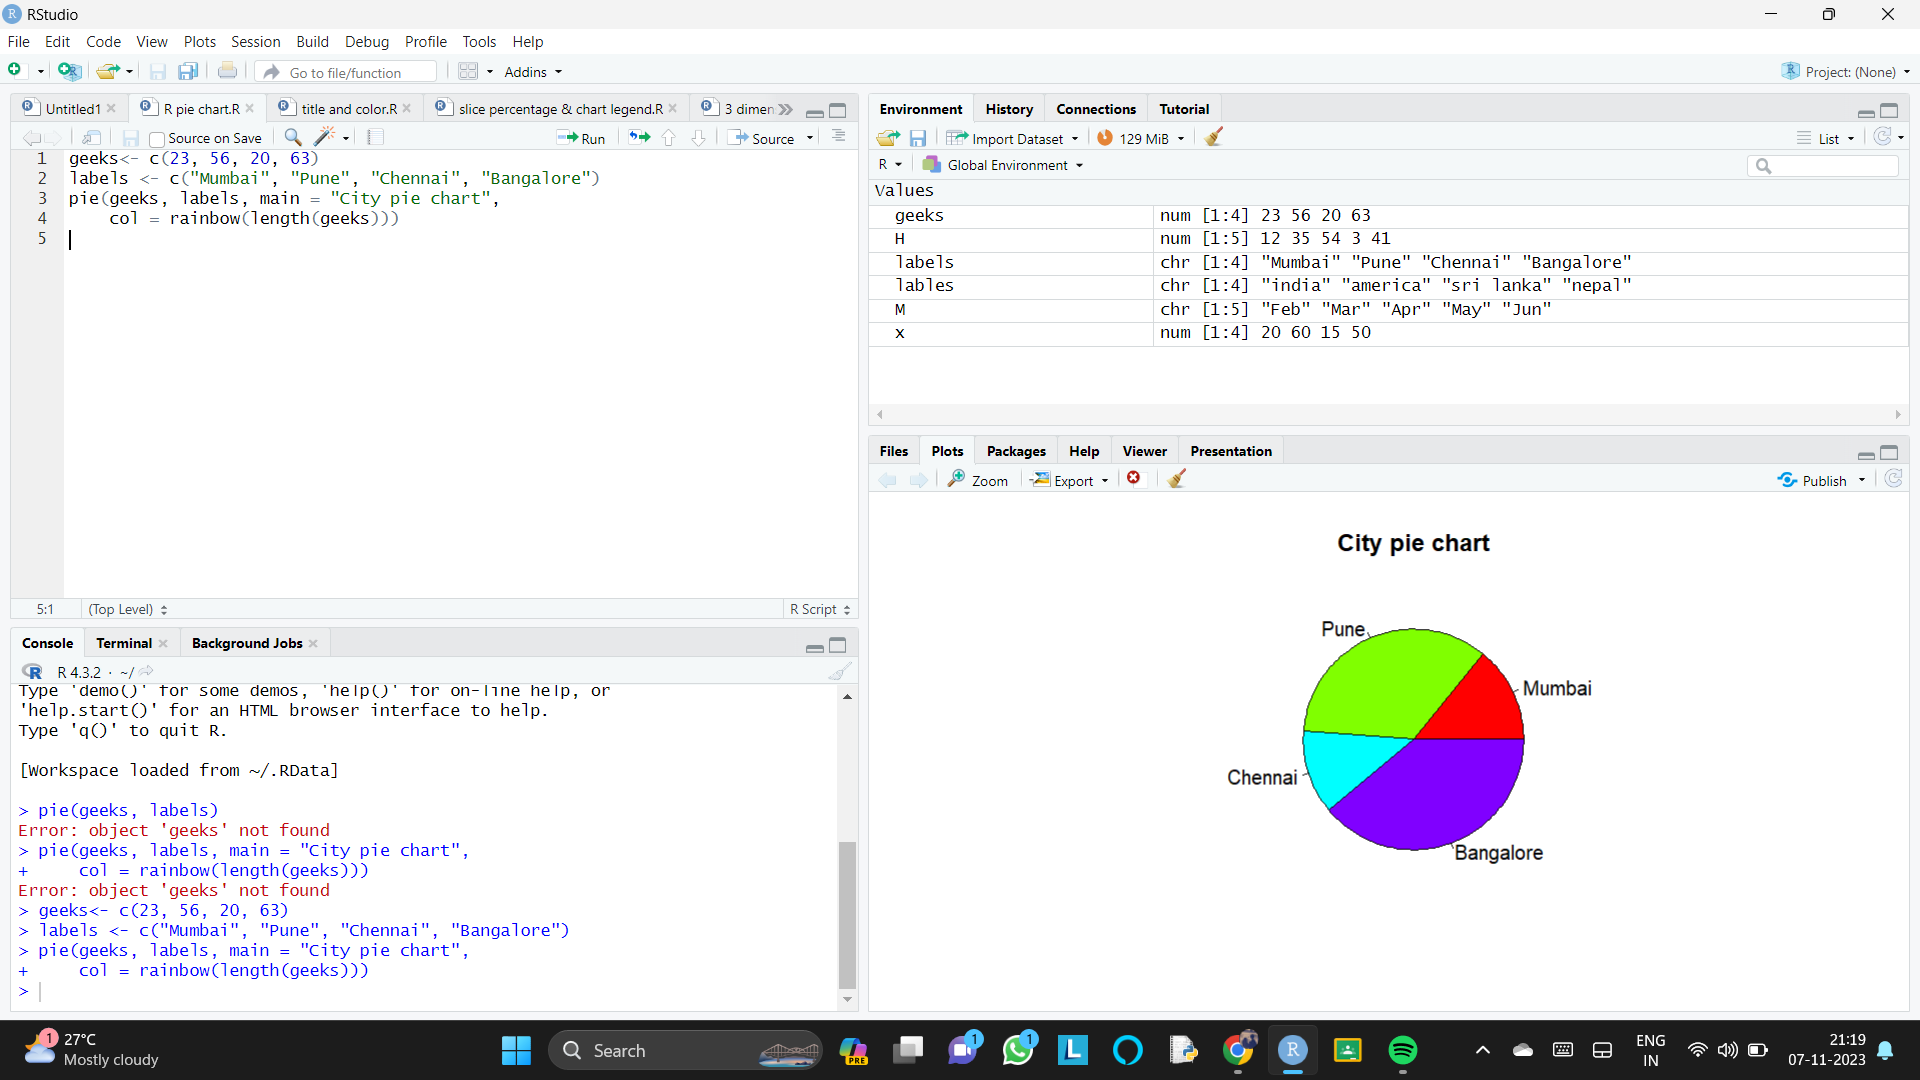 RStudio
File Edit Code View Plots Session Build Debug Profile Tools Help
Go to file/function Addins Project: (None)
Untitled1 R pie chart.R title and color.R slice percentage & chart legend.R 3 dimen
Source on Save Run Source
1 geeks<- c(23, 56, 20, 63)
2 labels <- c("Mumbai", "Pune", "Chennai", "Bangalore")
3 pie(geeks, labels, main = "City pie chart",
4 col = rainbow(length(geeks)))
5
5:1 (Top Level) R Script
Console Terminal Background Jobs
R 4.3.2 · ~/
Type 'demo()' for some demos, 'help()' for on-line help, or
'help.start()' for an HTML browser interface to help.
Type 'q()' to quit R.
[Workspace loaded from ~/.RData]
> pie(geeks, labels)
Error: object 'geeks' not found
> pie(geeks, labels, main = "City pie chart",
+ col = rainbow(length(geeks)))
Error: object 'geeks' not found
> geeks<- c(23, 56, 20, 63)
> labels <- c("Mumbai", "Pune", "Chennai", "Bangalore")
> pie(geeks, labels, main = "City pie chart",
+ col = rainbow(length(geeks)))
>
Environment History Connections Tutorial
Import Dataset 129 MiB List
R Global Environment
Values
geeks num [1:4] 23 56 20 63
H num [1:5] 12 35 54 3 41
labels chr [1:4] "Mumbai" "Pune" "Chennai" "Bangalore"
lables chr [1:4] "india" "america" "sri lanka" "nepal"
M chr [1:5] "Feb" "Mar" "Apr" "May" "Jun"
x num [1:4] 20 60 15 50
Files Plots Packages Help Viewer Presentation
Zoom Export Publish
City pie chart
Pune
Mumbai
Chennai
Bangalore
1 27°C
Mostly cloudy
Search
PRE
1
1
L
R
ENG
IN
21:19
07-11-2023